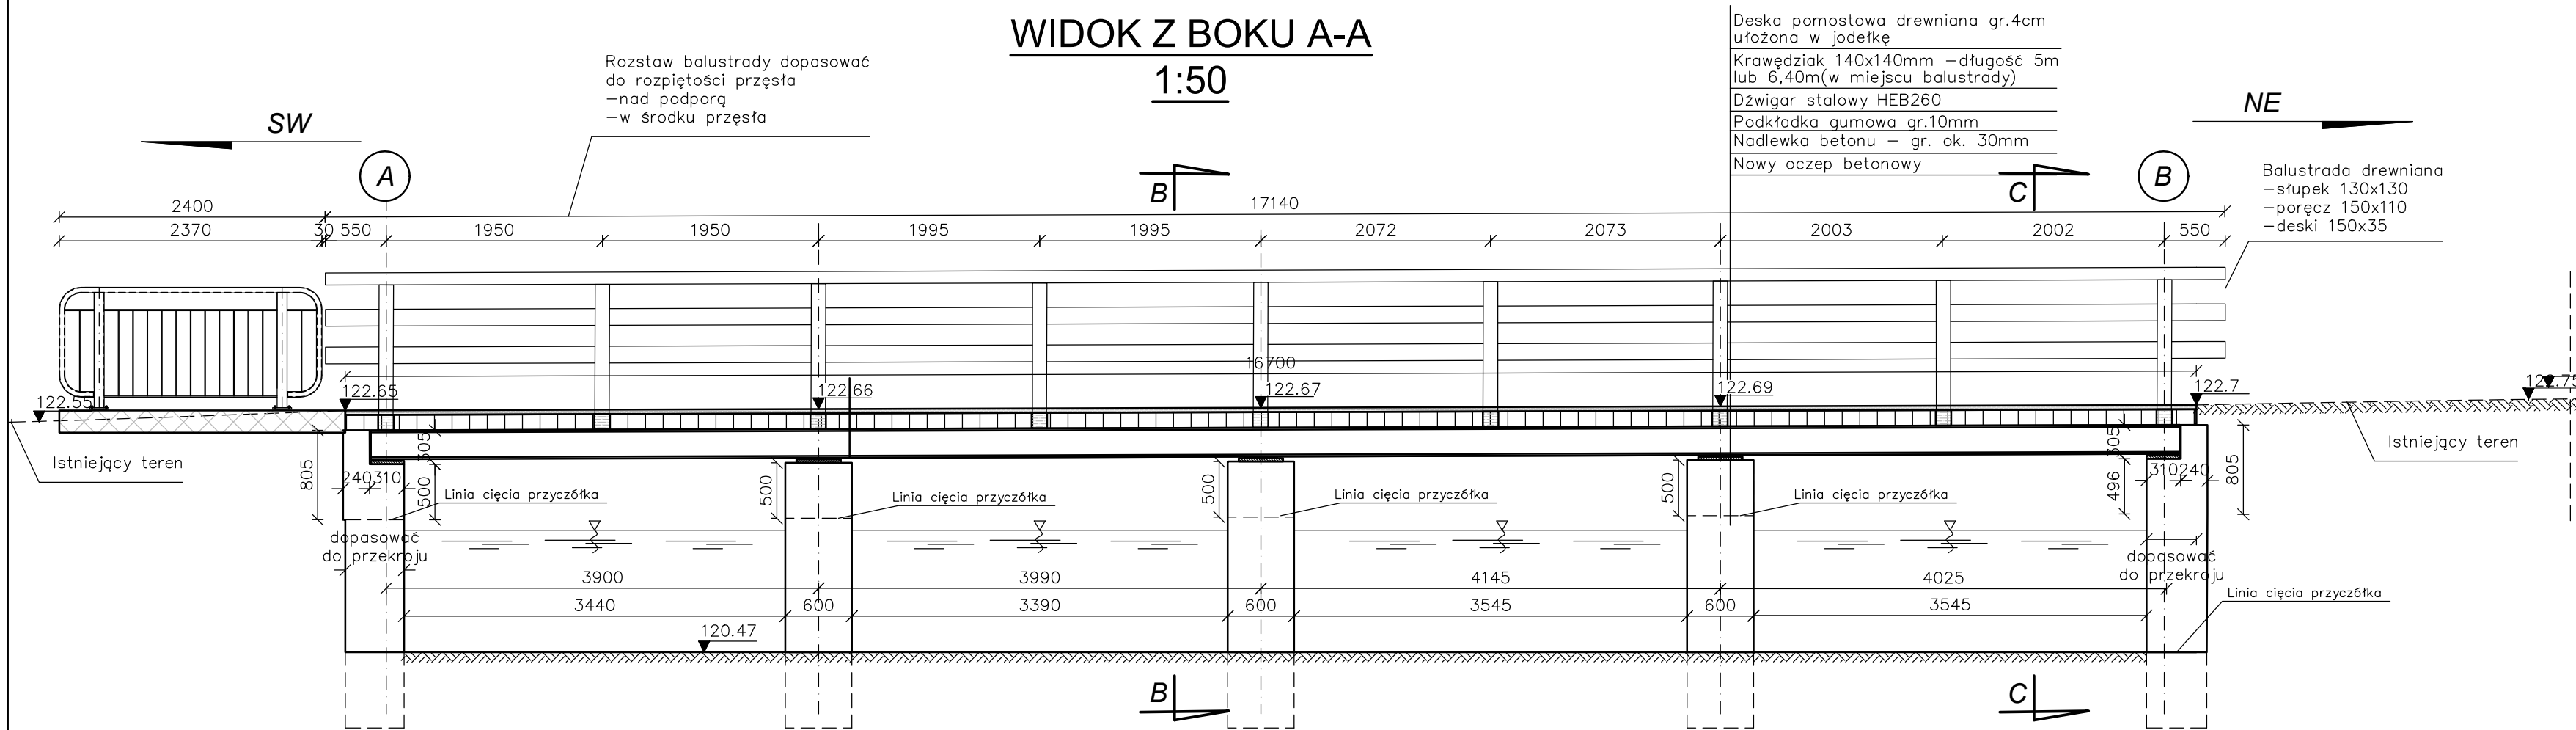 WIDOK Z BOKU A-A
1:50
Rozstaw balustrady dopasować
do rozpiętości przęsła
-nad podporą
-w środku przęsła
Deska pomostowa drewniana gr.4cm
ułożona w jodełkę
Krawędziak 140x140mm -długość 5m
lub 6,40m(w miejscu balustrady)
Dźwigar stalowy HEB260
Podkładka gumowa gr.10mm
Nadlewka betonu - gr. ok. 30mm
Nowy oczep betonowy
SW
NE
A
B
C
B
Balustrada drewniana
-słupek 130x130
-poręcz 150x110
-deski 150x35
2400
17140
2370
30
550
1950
1950
1995
1995
2072
2073
2003
2002
550
16700
122.55
122.65
122.66
122.67
122.69
122.7
122.75
Istniejący teren
Istniejący teren
805
240
310
305
500
500
500
500
305
496
310
240
805
Linia cięcia przyczółka
Linia cięcia przyczółka
Linia cięcia przyczółka
Linia cięcia przyczółka
dopasować
do przekroju
dopasować
do przekroju
3900
3990
4145
4025
3440
600
3390
600
3545
600
3545
Linia cięcia przyczółka
120.47
B
C